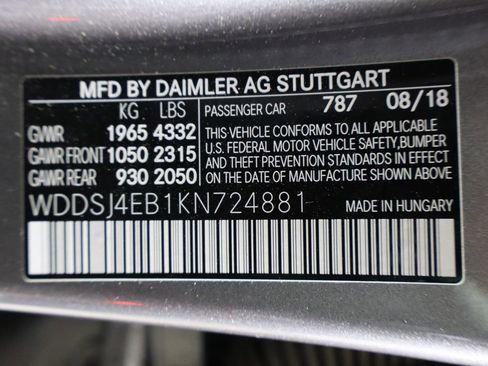 MFD BY DAIMLER AG STUTTGART
KG LBS PASSENGER CAR 787 08/18
GVWR 1965 4332 THIS VEHICLE CONFORMS TO ALL APPLICABLE
GAWR FRONT 1050 2315 U.S. FEDERAL MOTOR VEHICLE SAFETY,BUMPER
AND THEFT PREVENTION STANDARDS IN EFFECT
GAWR REAR 930 2050 ON THE DATE OF MANUFACTURE SHOWN ABOVE.
WDDSJ4EB1KN724881 MADE IN HUNGARY